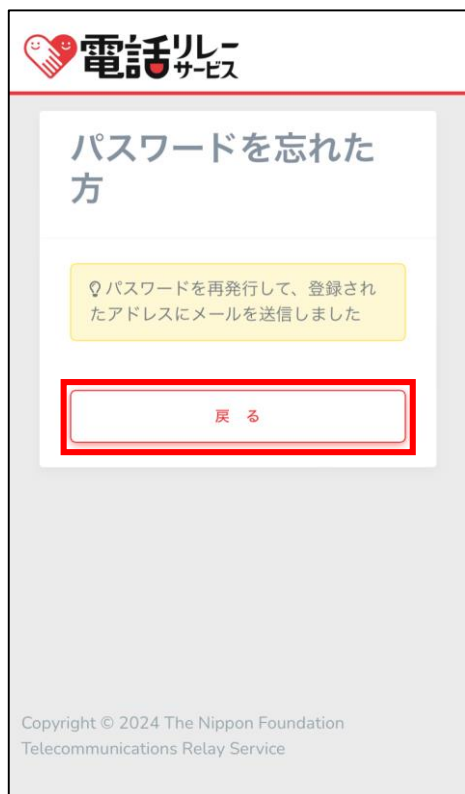 電話リレーサービス
パスワードを忘れた
方
パスワードを再発行して、登録され
たアドレスにメールを送信しました
戻 る
Copyright © 2024 The Nippon Foundation
Telecommunications Relay Service